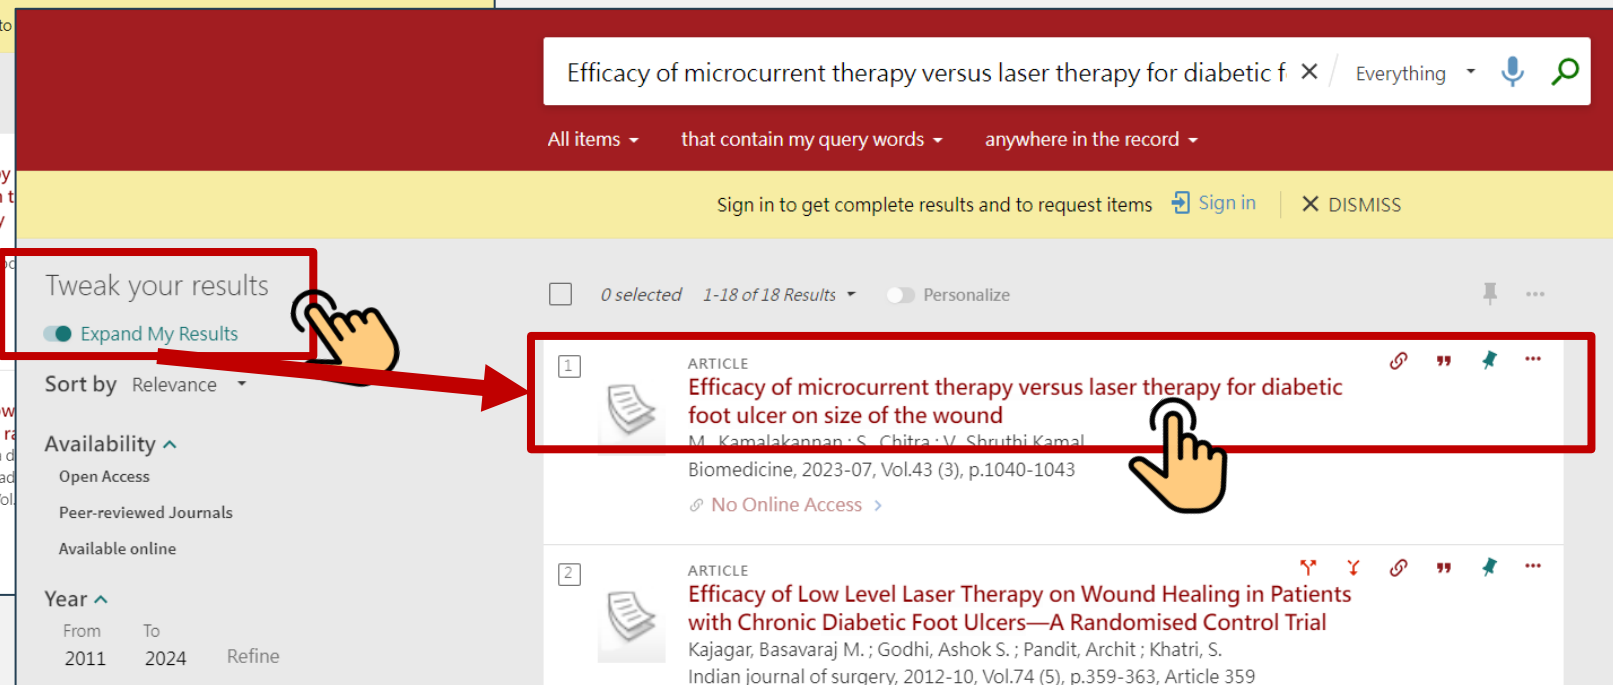 to
Efficacy of microcurrent therapy versus laser therapy for diabetic f
Everything
All items
that contain my query words
anywhere in the record
Sign in to get complete results and to request items
Sign in
DISMISS
Tweak your results
Expand My Results
0 selected
1-18 of 18 Results
Personalize
Sort by Relevance
Availability
Open Access
Peer-reviewed Journals
Available online
Year
From To
2011 2024 Refine
1
ARTICLE
Efficacy of microcurrent therapy versus laser therapy for diabetic
foot ulcer on size of the wound
M., Kamalakannan ; S., Chitra ; V., Shruthi Kamal
Biomedicine, 2023-07, Vol.43 (3), p.1040-1043
No Online Access
2
ARTICLE
Efficacy of Low Level Laser Therapy on Wound Healing in Patients
with Chronic Diabetic Foot Ulcers—A Randomised Control Trial
Kajagar, Basavaraj M. ; Godhi, Ashok S. ; Pandit, Archit ; Khatri, S.
Indian journal of surgery, 2012-10, Vol.74 (5), p.359-363, Article 359